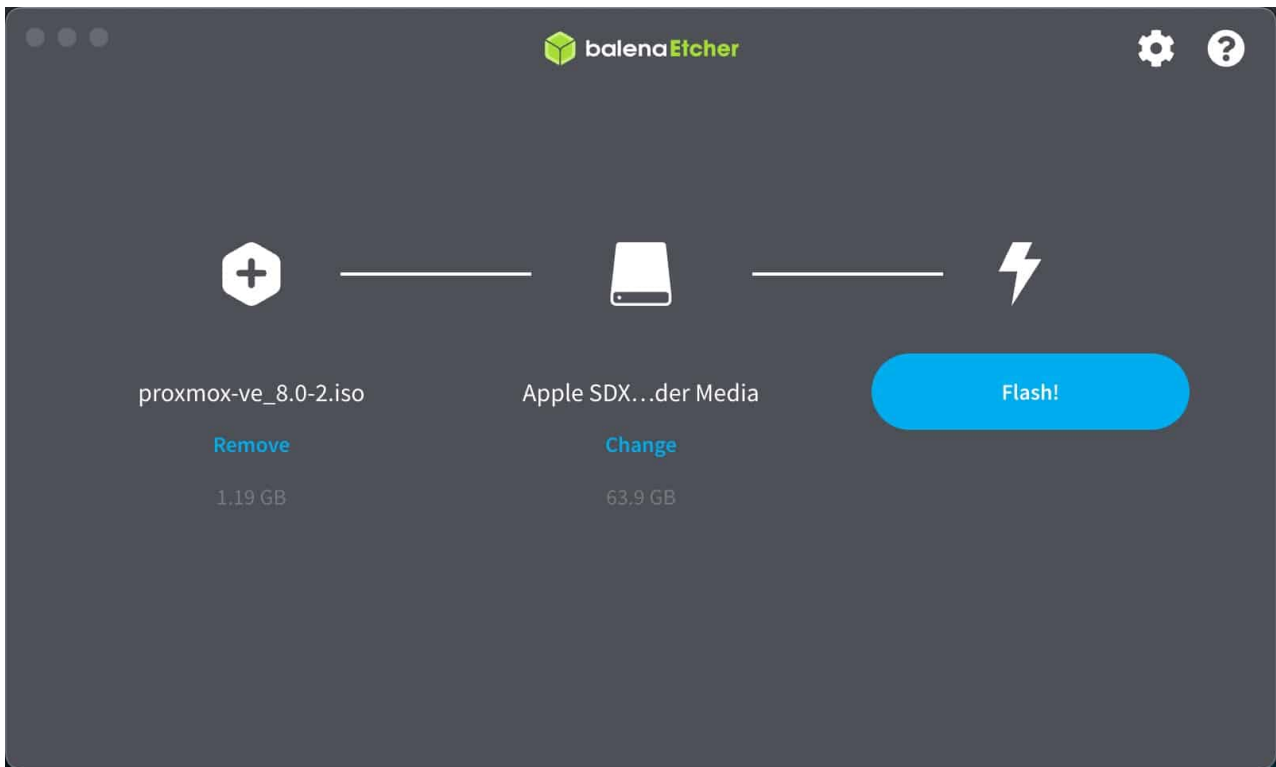 balenaEtcher
proxmox-ve_8.0-2.iso
Remove
1.19 GB
Apple SDX...der Media
Change
63.9 GB
Flash!